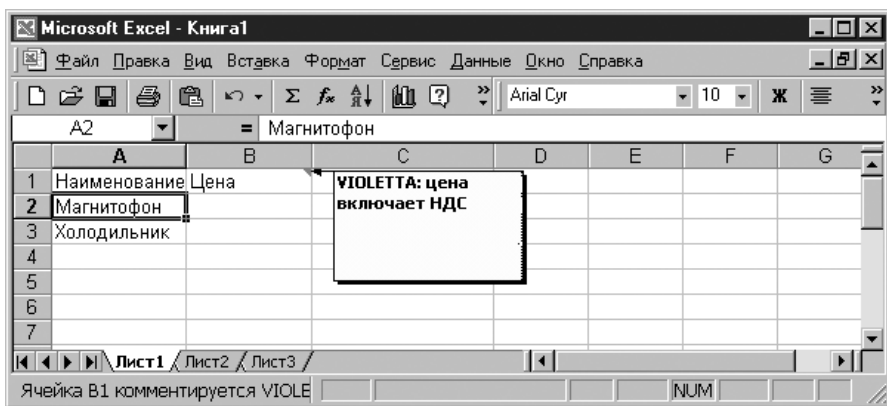 Microsoft Excel - Книга1
Файл Правка Вид Вставка Формат Сервис Данные Окно Справка
Σ fx А Я ? » Arial Cyr 10 Ж »
A2 = Магнитофон
A B C D E F G
1 Наименование Цена VIOLETTA: цена
2 Магнитофон включает НДС
3 Холодильник
4
5
6
7
Лист1 Лист2 Лист3
Ячейка B1 комментируется VIOLE NUM